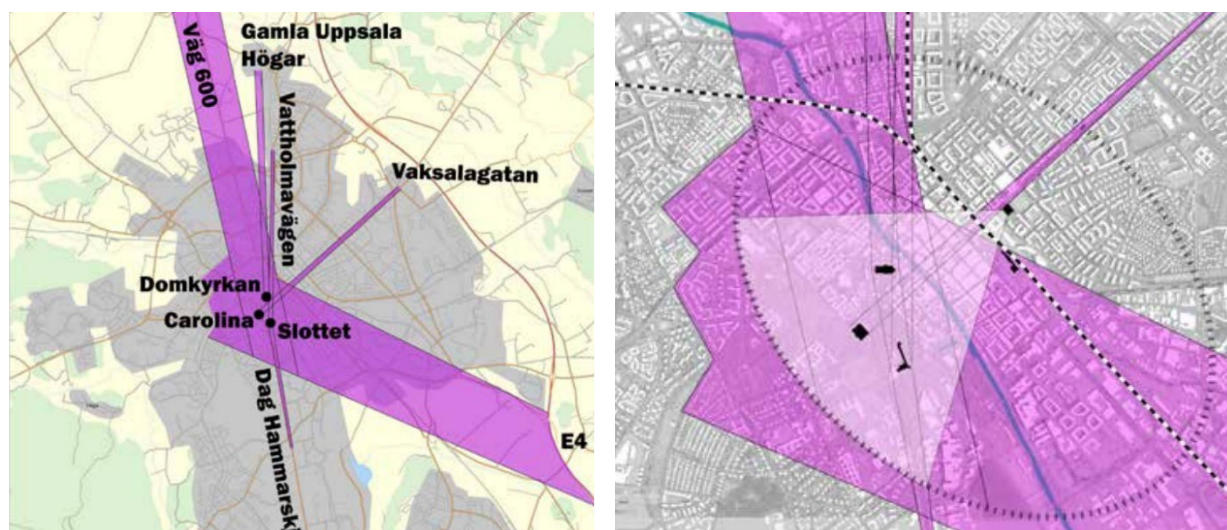 Gamla Uppsala
Högar
Väg 600
Vattholmavägen
Vaksalagatan
Domkyrkan
Carolina
Slottet
Dag Hammarskj
E4